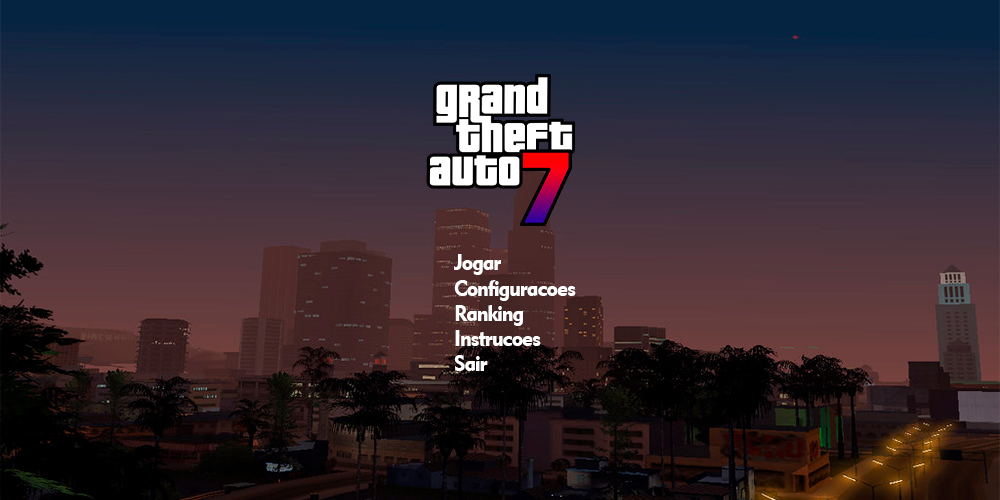 grand
theft
auto 7
Jogar
Configuracoes
Ranking
Instrucoes
Sair